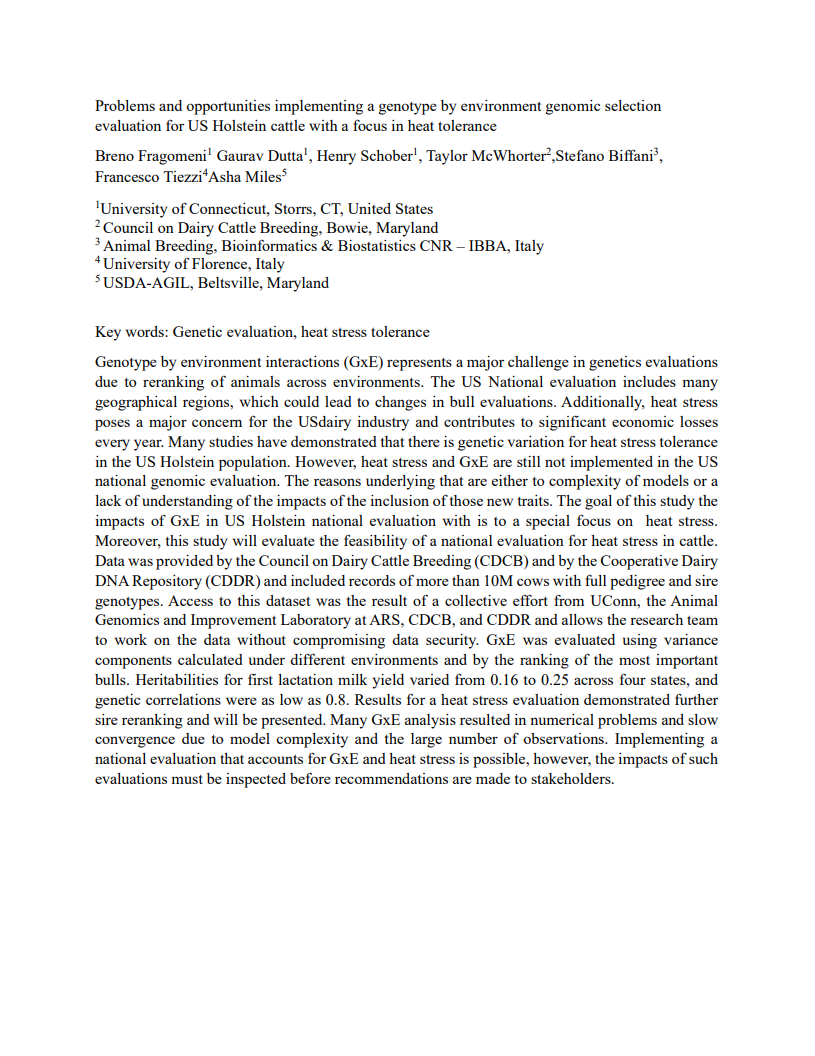 Problems and opportunities implementing a genotype by environment genomic selection
evaluation for US Holstein cattle with a focus in heat tolerance
Breno Fragomeni1 Gaurav Dutta1, Henry Schober1, Taylor McWhorter2,Stefano Biffani3,
Francesco Tiezzi4Asha Miles5
1University of Connecticut, Storrs, CT, United States
2 Council on Dairy Cattle Breeding, Bowie, Maryland
3 Animal Breeding, Bioinformatics & Biostatistics CNR – IBBA, Italy
4 University of Florence, Italy
5 USDA-AGIL, Beltsville, Maryland
Key words: Genetic evaluation, heat stress tolerance
Genotype by environment interactions (GxE) represents a major challenge in genetics evaluations
due to reranking of animals across environments. The US National evaluation includes many
geographical regions, which could lead to changes in bull evaluations. Additionally, heat stress
poses a major concern for the USdairy industry and contributes to significant economic losses
every year. Many studies have demonstrated that there is genetic variation for heat stress tolerance
in the US Holstein population. However, heat stress and GxE are still not implemented in the US
national genomic evaluation. The reasons underlying that are either to complexity of models or a
lack of understanding of the impacts of the inclusion of those new traits. The goal of this study the
impacts of GxE in US Holstein national evaluation with is to a special focus on heat stress.
Moreover, this study will evaluate the feasibility of a national evaluation for heat stress in cattle.
Data was provided by the Council on Dairy Cattle Breeding (CDCB) and by the Cooperative Dairy
DNA Repository (CDDR) and included records of more than 10M cows with full pedigree and sire
genotypes. Access to this dataset was the result of a collective effort from UConn, the Animal
Genomics and Improvement Laboratory at ARS, CDCB, and CDDR and allows the research team
to work on the data without compromising data security. GxE was evaluated using variance
components calculated under different environments and by the ranking of the most important
bulls. Heritabilities for first lactation milk yield varied from 0.16 to 0.25 across four states, and
genetic correlations were as low as 0.8. Results for a heat stress evaluation demonstrated further
sire reranking and will be presented. Many GxE analysis resulted in numerical problems and slow
convergence due to model complexity and the large number of observations. Implementing a
national evaluation that accounts for GxE and heat stress is possible, however, the impacts of such
evaluations must be inspected before recommendations are made to stakeholders.